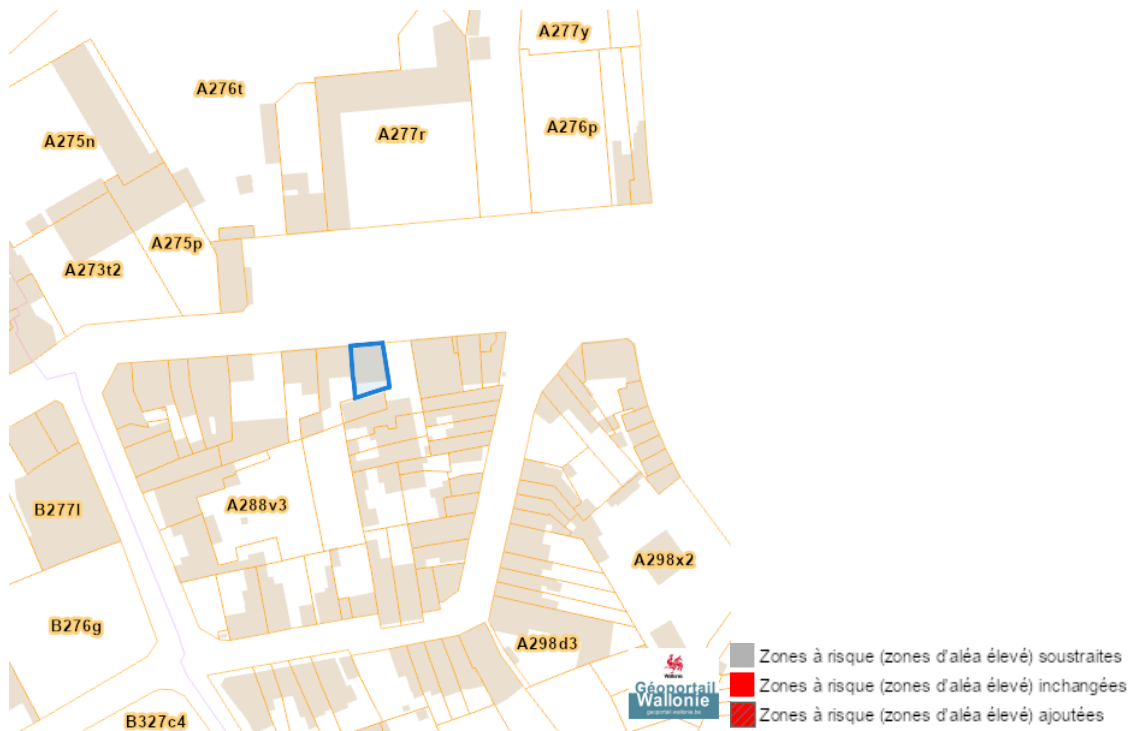 A277y
A276t
A275n
A277r
A276p
A275p
A273t2
B277l
A288v3
A298x2
B276g
A298d3
B327c4
Wallonie
Géoportail
Wallonie
geoportail.wallonie.be
Zones à risque (zones d'aléa élevé) soustraites
Zones à risque (zones d'aléa élevé) inchangées
Zones à risque (zones d'aléa élevé) ajoutées